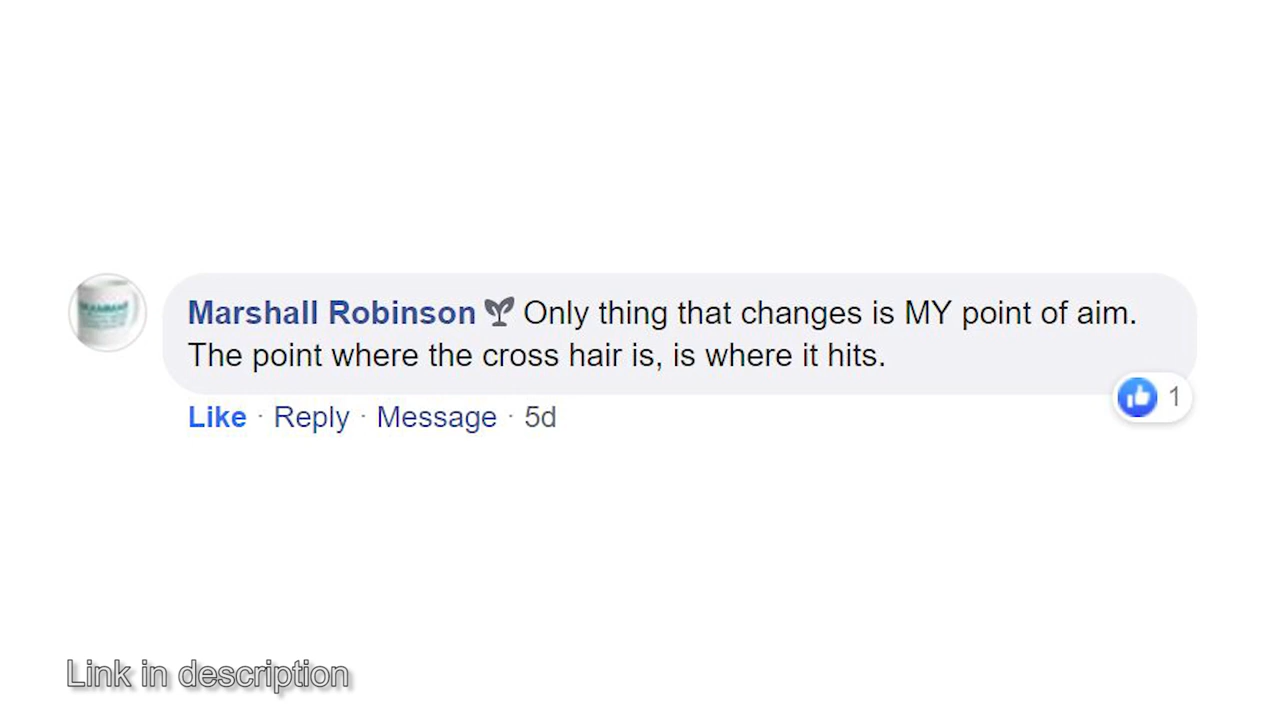 Marshall Robinson Only thing that changes is MY point of aim.
The point where the cross hair is, is where it hits.
1
Like · Reply · Message · 5d
Link in description